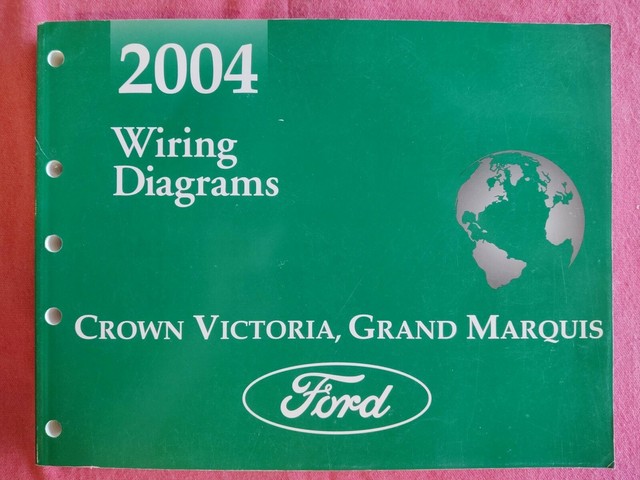 2004
Wiring
Diagrams
CROWN VICTORIA, GRAND MARQUIS
Ford